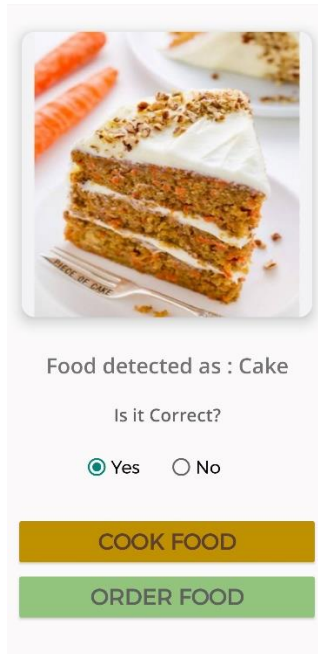 PIECE OF CAKE
Food detected as : Cake
Is it Correct?
Yes No
COOK FOOD
ORDER FOOD